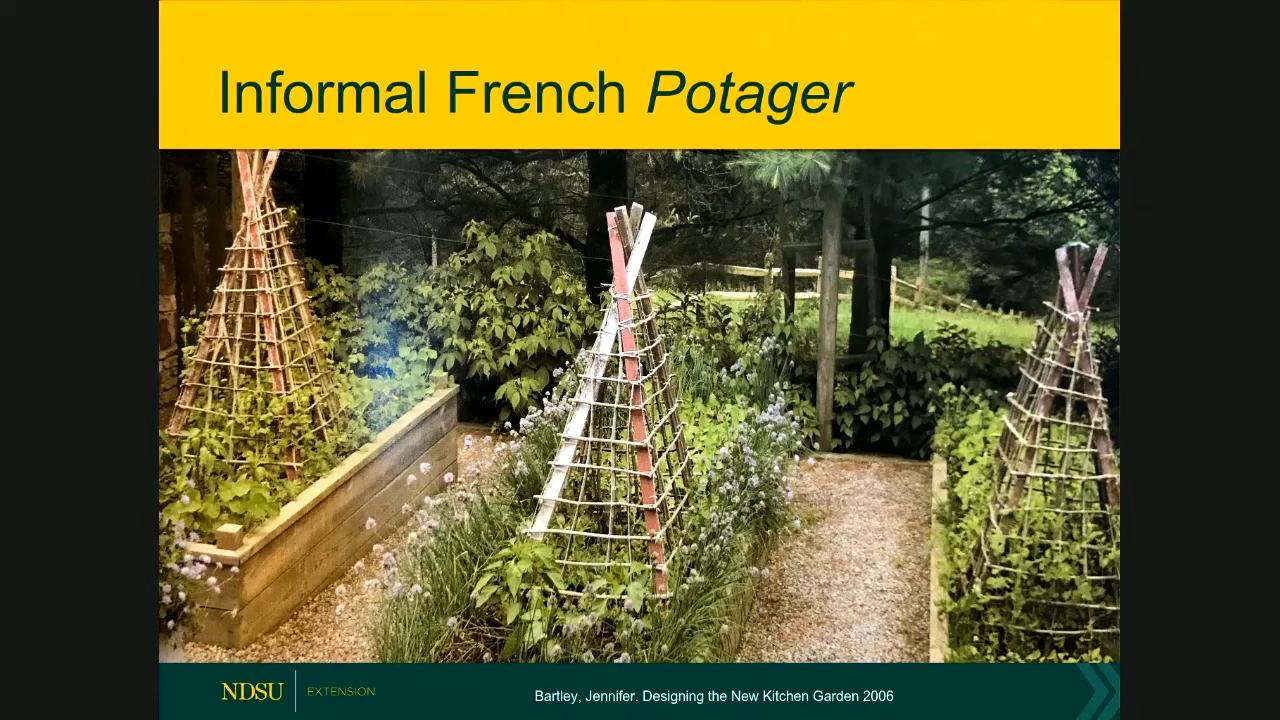 Informal French Potager
NDSU EXTENSION
Bartley, Jennifer. Designing the New Kitchen Garden 2006